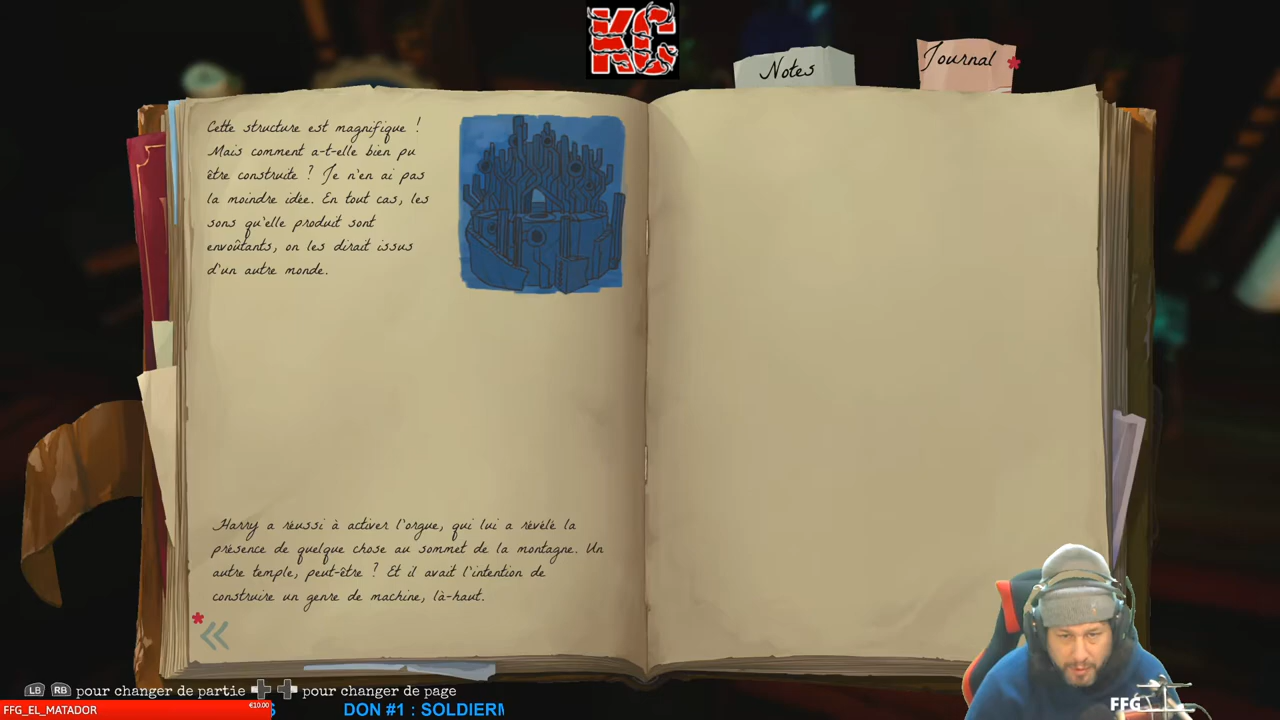 KC
Notes
Journal
Cette structure est magnifique !
Mais comment a-t-elle bien pu
être construite ? Je n'en ai pas
la moindre idée. En tout cas, les
sons qu'elle produit sont
envoûtants, on les dirait issus
d'un autre monde.
Harry a réussi à activer l'orgue, qui lui a révélé la
présence de quelque chose au sommet de la montagne. Un
autre temple, peut-être ? Et il avait l'intention de
construire un genre de machine, là-haut.
LB RB pour changer de partie pour changer de page
FFG_EL_MATADOR €10.00 S DON #1 : SOLDIERM
FFG